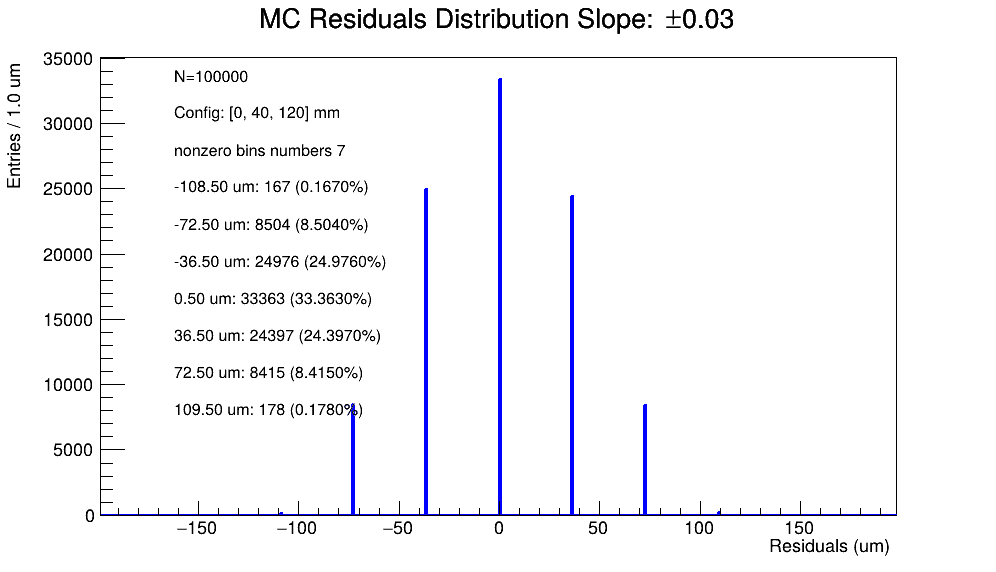 MC Residuals Distribution Slope: ±0.03
Entries / 1.0 um
35000
30000
25000
20000
15000
10000
5000
0
N=100000
Config: [0, 40, 120] mm
nonzero bins numbers 7
-108.50 um: 167 (0.1670%)
-72.50 um: 8504 (8.5040%)
-36.50 um: 24976 (24.9760%)
0.50 um: 33363 (33.3630%)
36.50 um: 24397 (24.3970%)
72.50 um: 8415 (8.4150%)
109.50 um: 178 (0.1780%)
−150 −100 −50 0 50 100 150
Residuals (um)